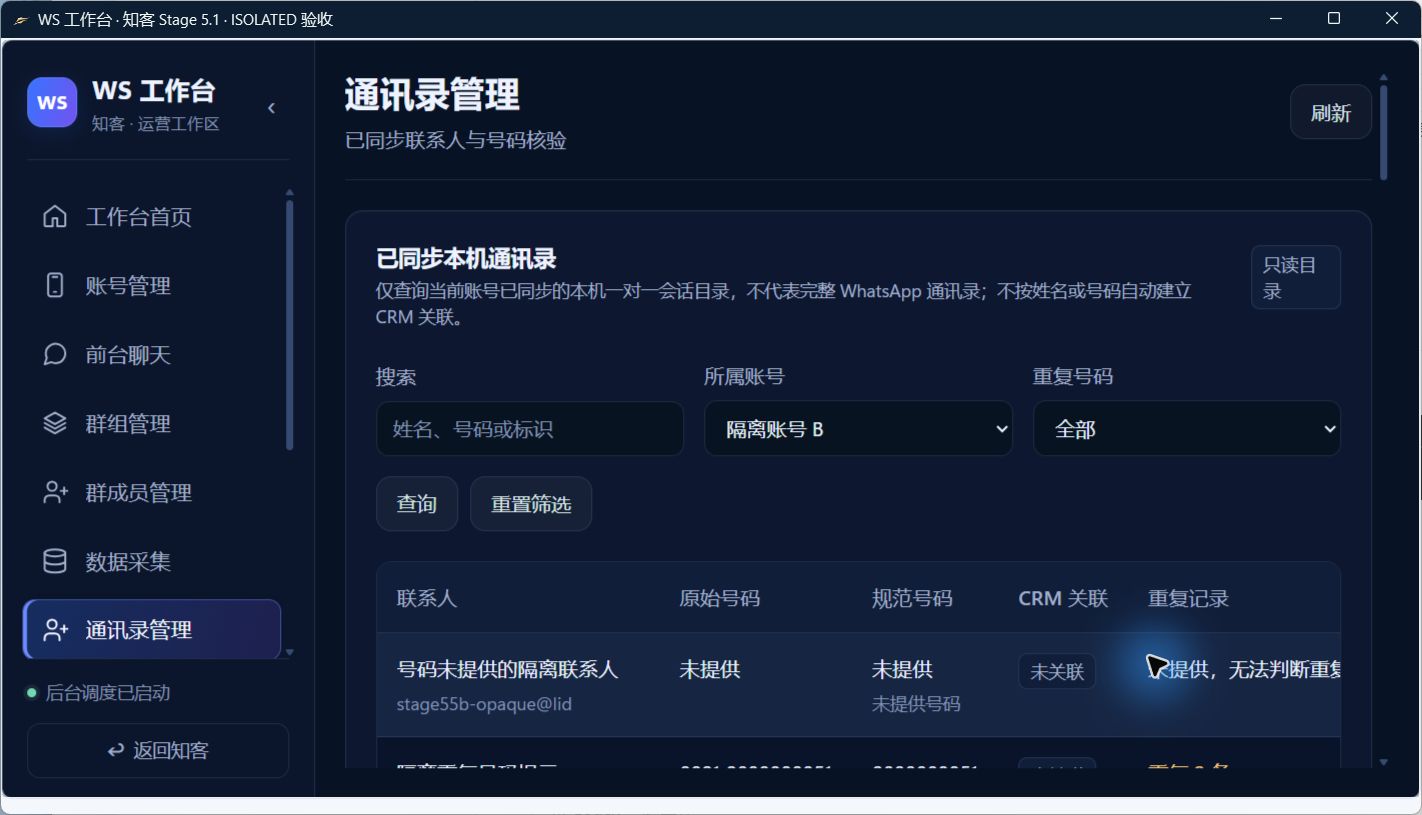 WS 工作台 · 知客 Stage 5.1 · ISOLATED 验收
WS
WS 工作台
知客 · 运营工作区
工作台首页
账号管理
前台聊天
群组管理
群成员管理
数据采集
通讯录管理
后台调度已启动
返回知客
通讯录管理
已同步联系人与号码核验
刷新
已同步本机通讯录
仅查询当前账号已同步的本机一对一会话目录，不代表完整 WhatsApp 通讯录；不按姓名或号码自动建立
CRM 关联。
只读目
录
搜索 所属账号 重复号码
姓名、号码或标识 隔离账号 B 全部
查询 重置筛选
联系人 原始号码 规范号码 CRM 关联 重复记录
号码未提供的隔离联系人 未提供 未提供 未关联 未提供，无法判断重复
stage55b-opaque@lid 未提供号码